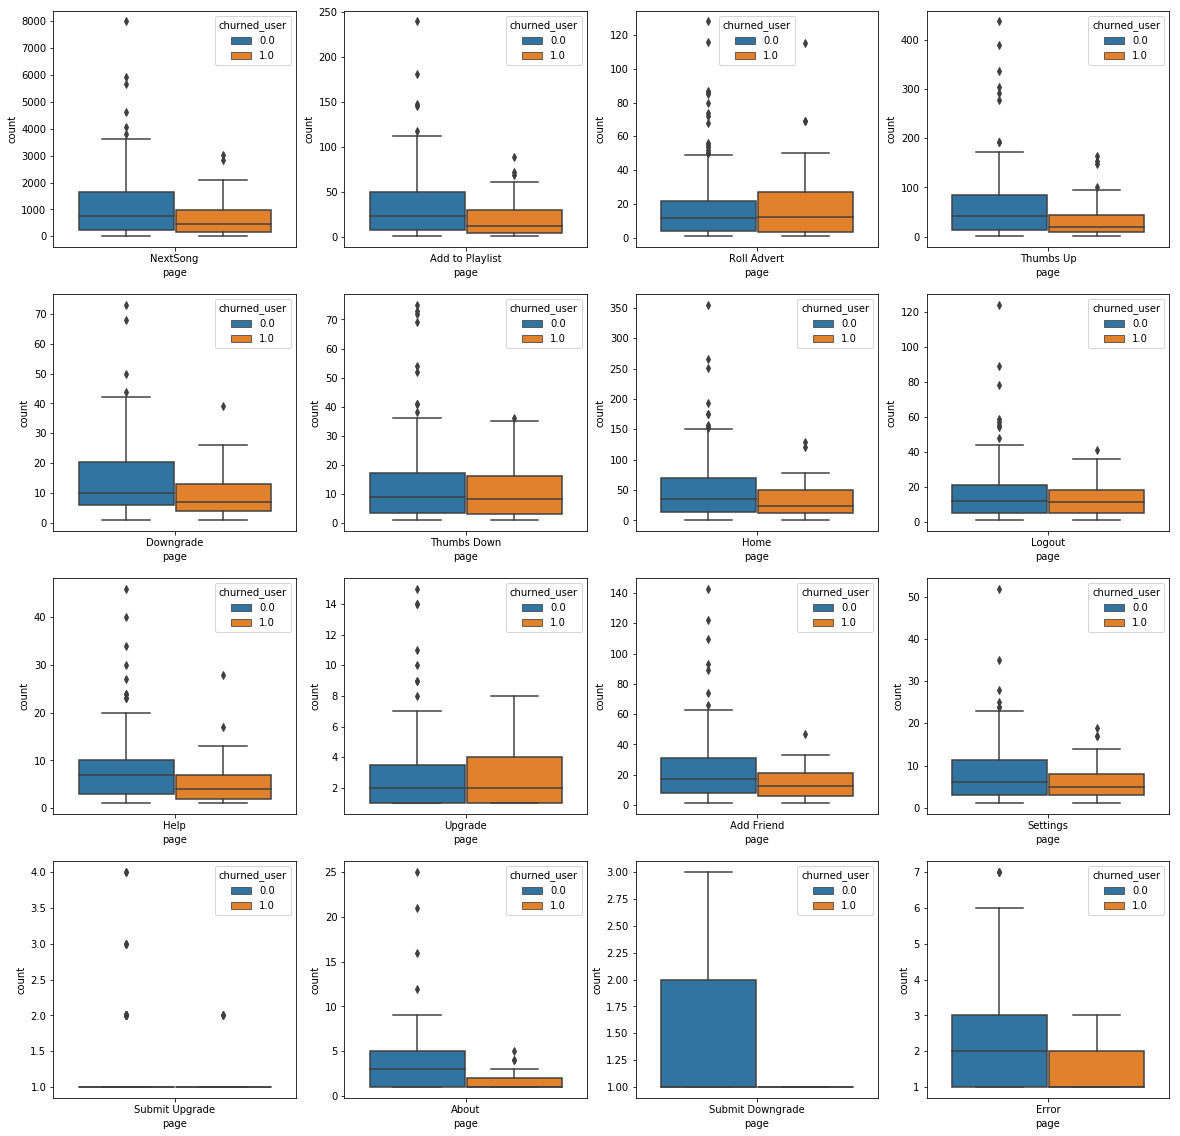 8000
7000
6000
5000
4000
3000
2000
1000
0
count
churned_user
0.0
1.0
NextSong
page
250
200
150
100
50
0
count
churned_user
0.0
1.0
Add to Playlist
page
120
100
80
60
40
20
0
count
churned_user
0.0
1.0
Roll Advert
page
400
300
200
100
0
count
churned_user
0.0
1.0
Thumbs Up
page
70
60
50
40
30
20
10
0
count
churned_user
0.0
1.0
Downgrade
page
70
60
50
40
30
20
10
0
count
churned_user
0.0
1.0
Thumbs Down
page
350
300
250
200
150
100
50
0
count
churned_user
0.0
1.0
Home
page
120
100
80
60
40
20
0
count
churned_user
0.0
1.0
Logout
page
40
30
20
10
0
count
churned_user
0.0
1.0
Help
page
14
12
10
8
6
4
2
count
churned_user
0.0
1.0
Upgrade
page
140
120
100
80
60
40
20
0
count
churned_user
0.0
1.0
Add Friend
page
50
40
30
20
10
0
count
churned_user
0.0
1.0
Settings
page
4.0
3.5
3.0
2.5
2.0
1.5
1.0
count
churned_user
0.0
1.0
Submit Upgrade
page
25
20
15
10
5
0
count
churned_user
0.0
1.0
About
page
3.00
2.75
2.50
2.25
2.00
1.75
1.50
1.25
1.00
count
churned_user
0.0
1.0
Submit Downgrade
page
7
6
5
4
3
2
1
count
churned_user
0.0
1.0
Error
page